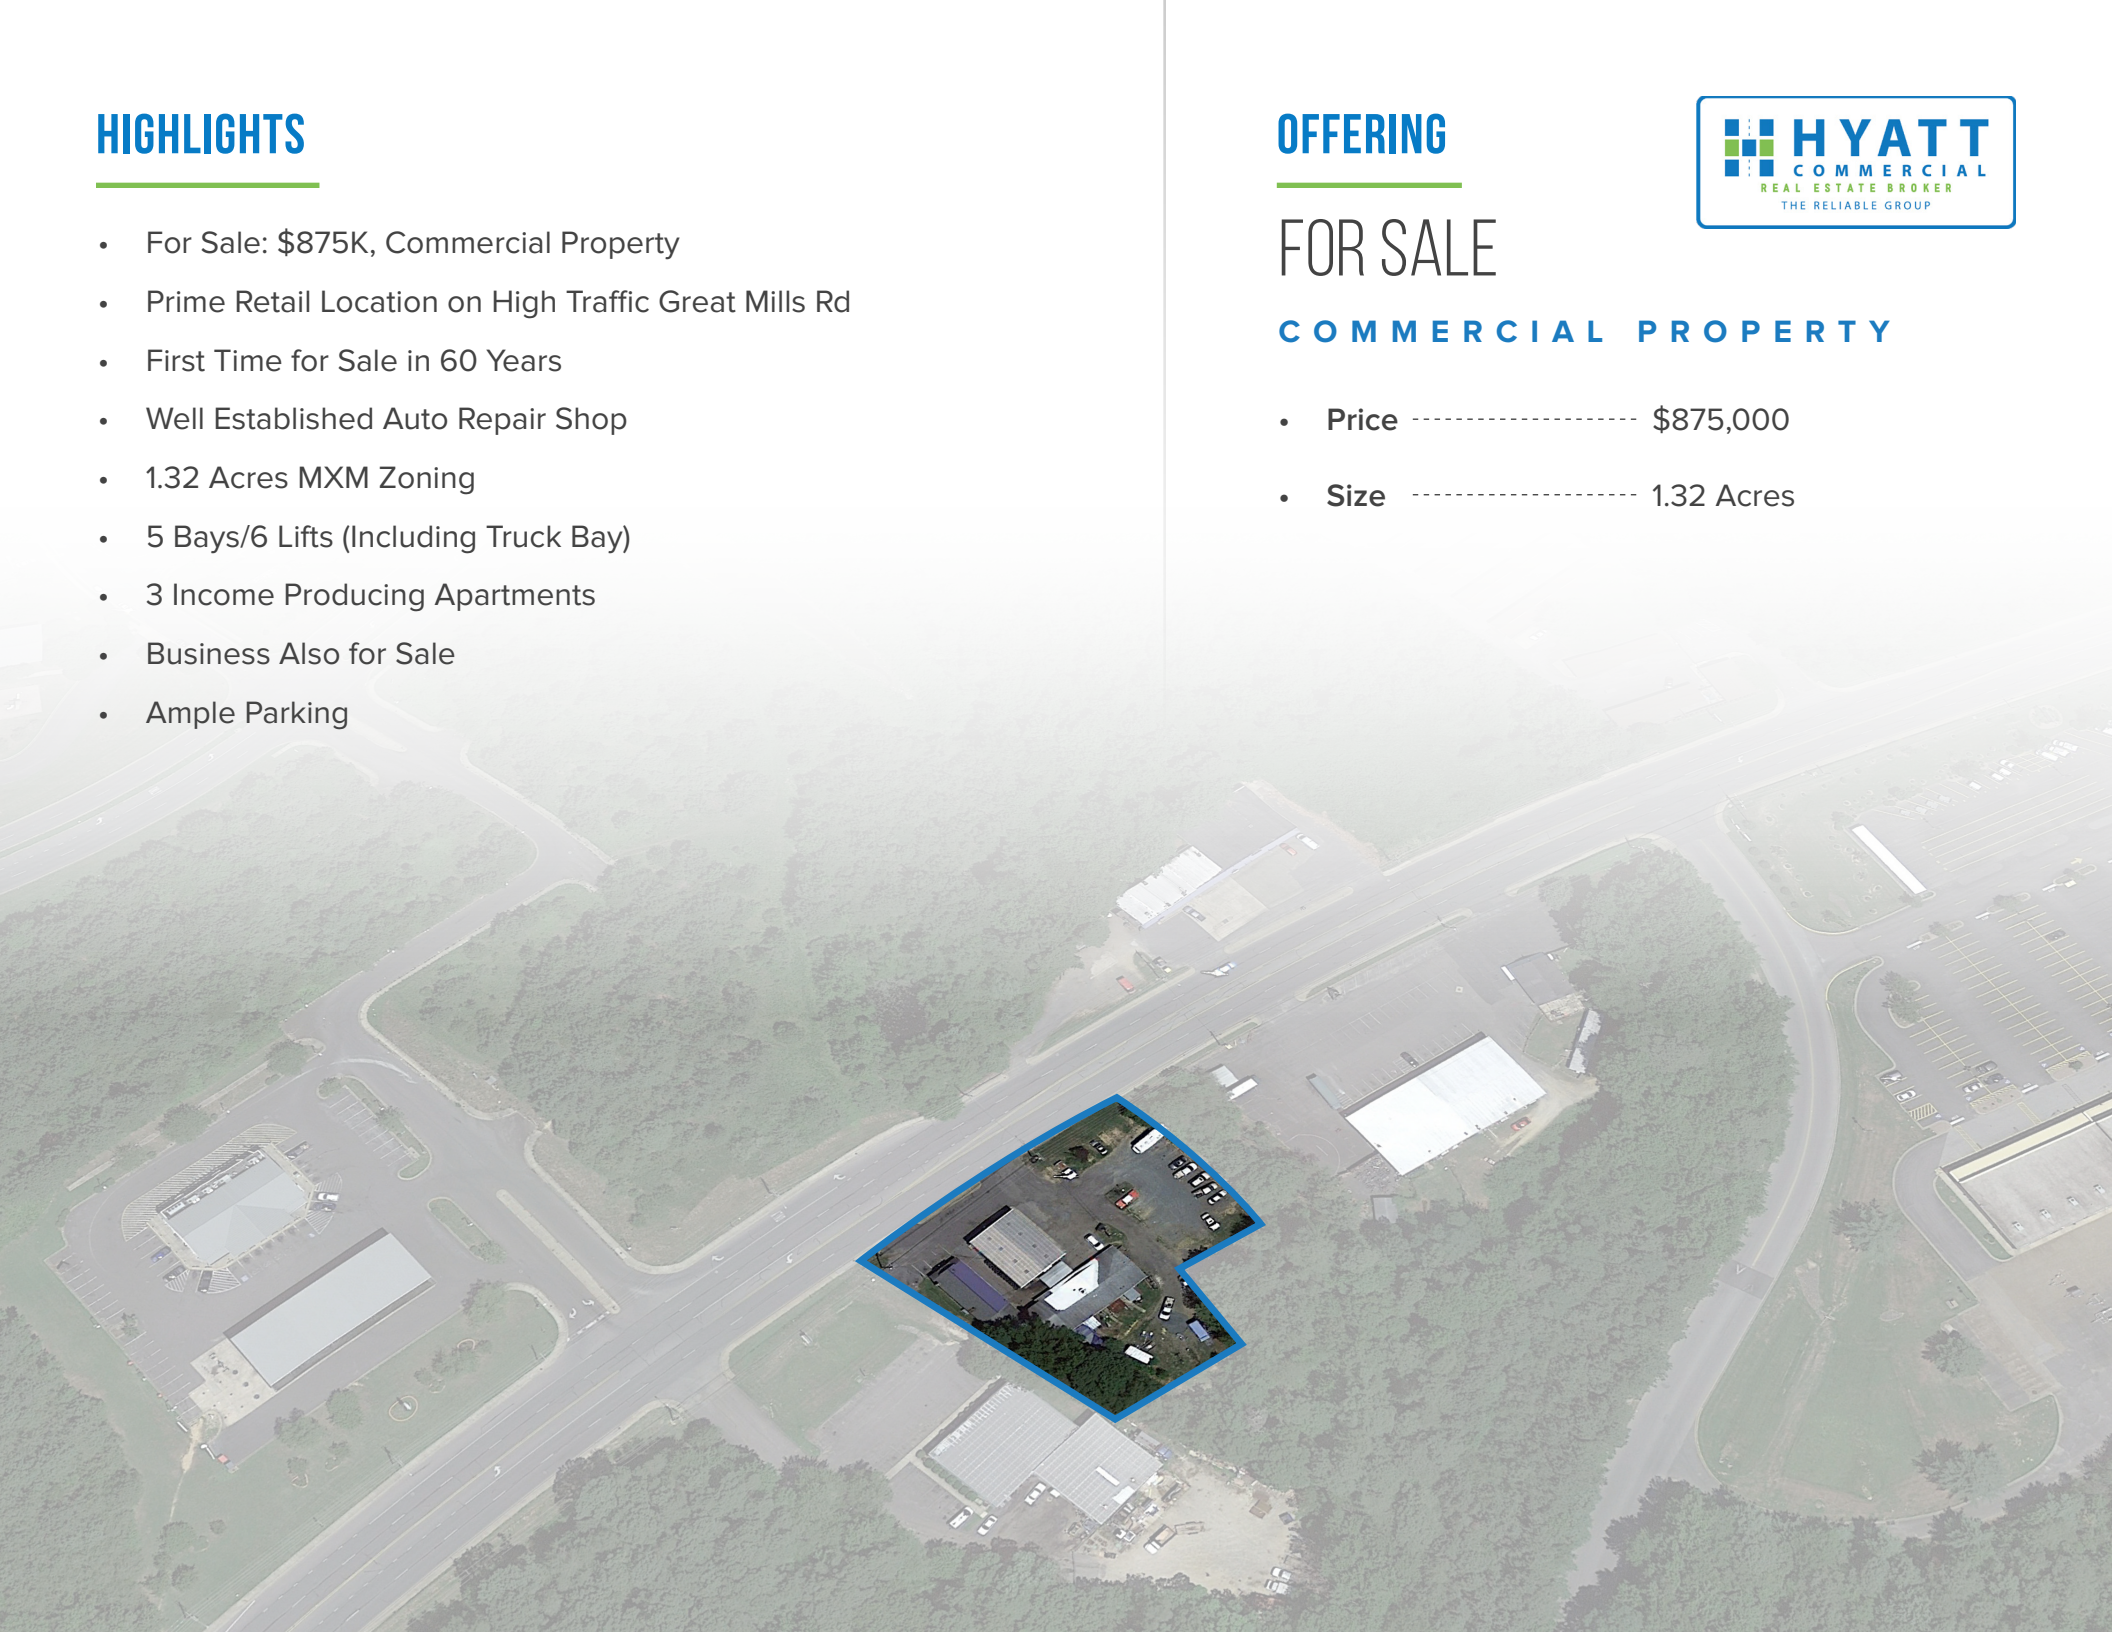 HIGHLIGHTS
• For Sale: $875K, Commercial Property
• Prime Retail Location on High Traffic Great Mills Rd
• First Time for Sale in 60 Years
• Well Established Auto Repair Shop
• 1.32 Acres MXM Zoning
• 5 Bays/6 Lifts (Including Truck Bay)
• 3 Income Producing Apartments
• Business Also for Sale
• Ample Parking
OFFERING
FOR SALE
COMMERCIAL PROPERTY
• Price --------------------- $875,000
• Size --------------------- 1.32 Acres
HYATT
COMMERCIAL
REAL ESTATE BROKER
THE RELIABLE GROUP